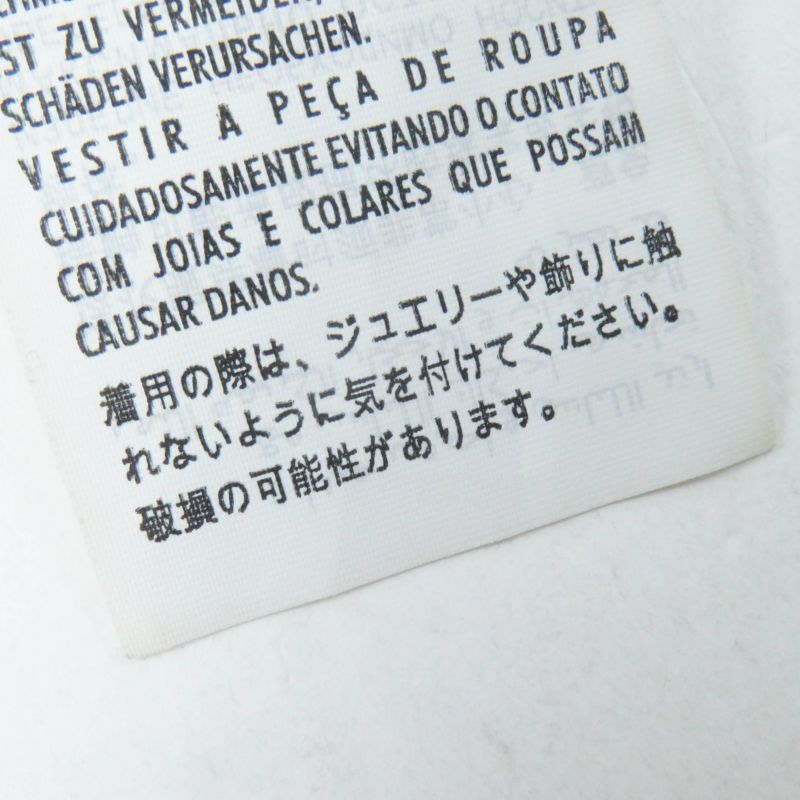 ST ZU VERMEIDEN,
SCHÄDEN VERURSACHEN.
VESTIR A PEÇA DE ROUPA
CUIDADOSAMENTE EVITANDO O CONTATO
COM JOIAS E COLARES QUE POSSAM
CAUSAR DANOS.
着用の際は、ジュエリーや飾りに触
れないように気を付けてください。
破損の可能性があります。